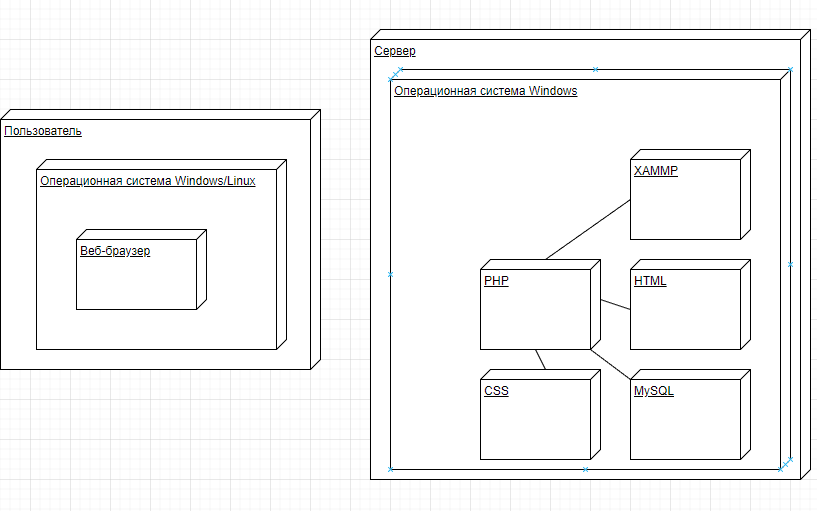 Пользователь
Операционная система Windows/Linux
Веб-браузер
Сервер
Операционная система Windows
XAMMP
PHP
HTML
CSS
MySQL